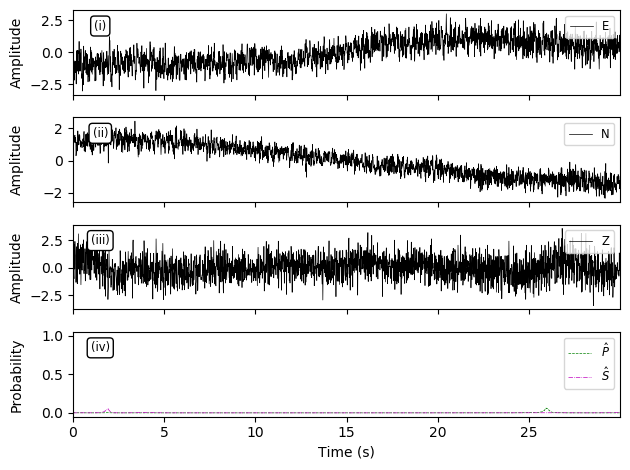 (i)
E
2.5
0.0
−2.5
Amplitude
(ii)
N
2
0
−2
Amplitude
(iii)
Z
2.5
0.0
−2.5
Amplitude
(iv)
P̂
Ŝ
1.0
0.5
0.0
Probability
0 5 10 15 20 25
Time (s)